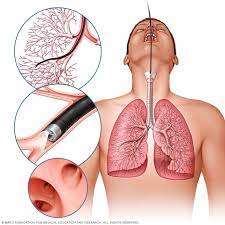 © MAYO FOUNDATION FOR MEDICAL EDUCATION AND RESEARCH. ALL RIGHTS RESERVED.